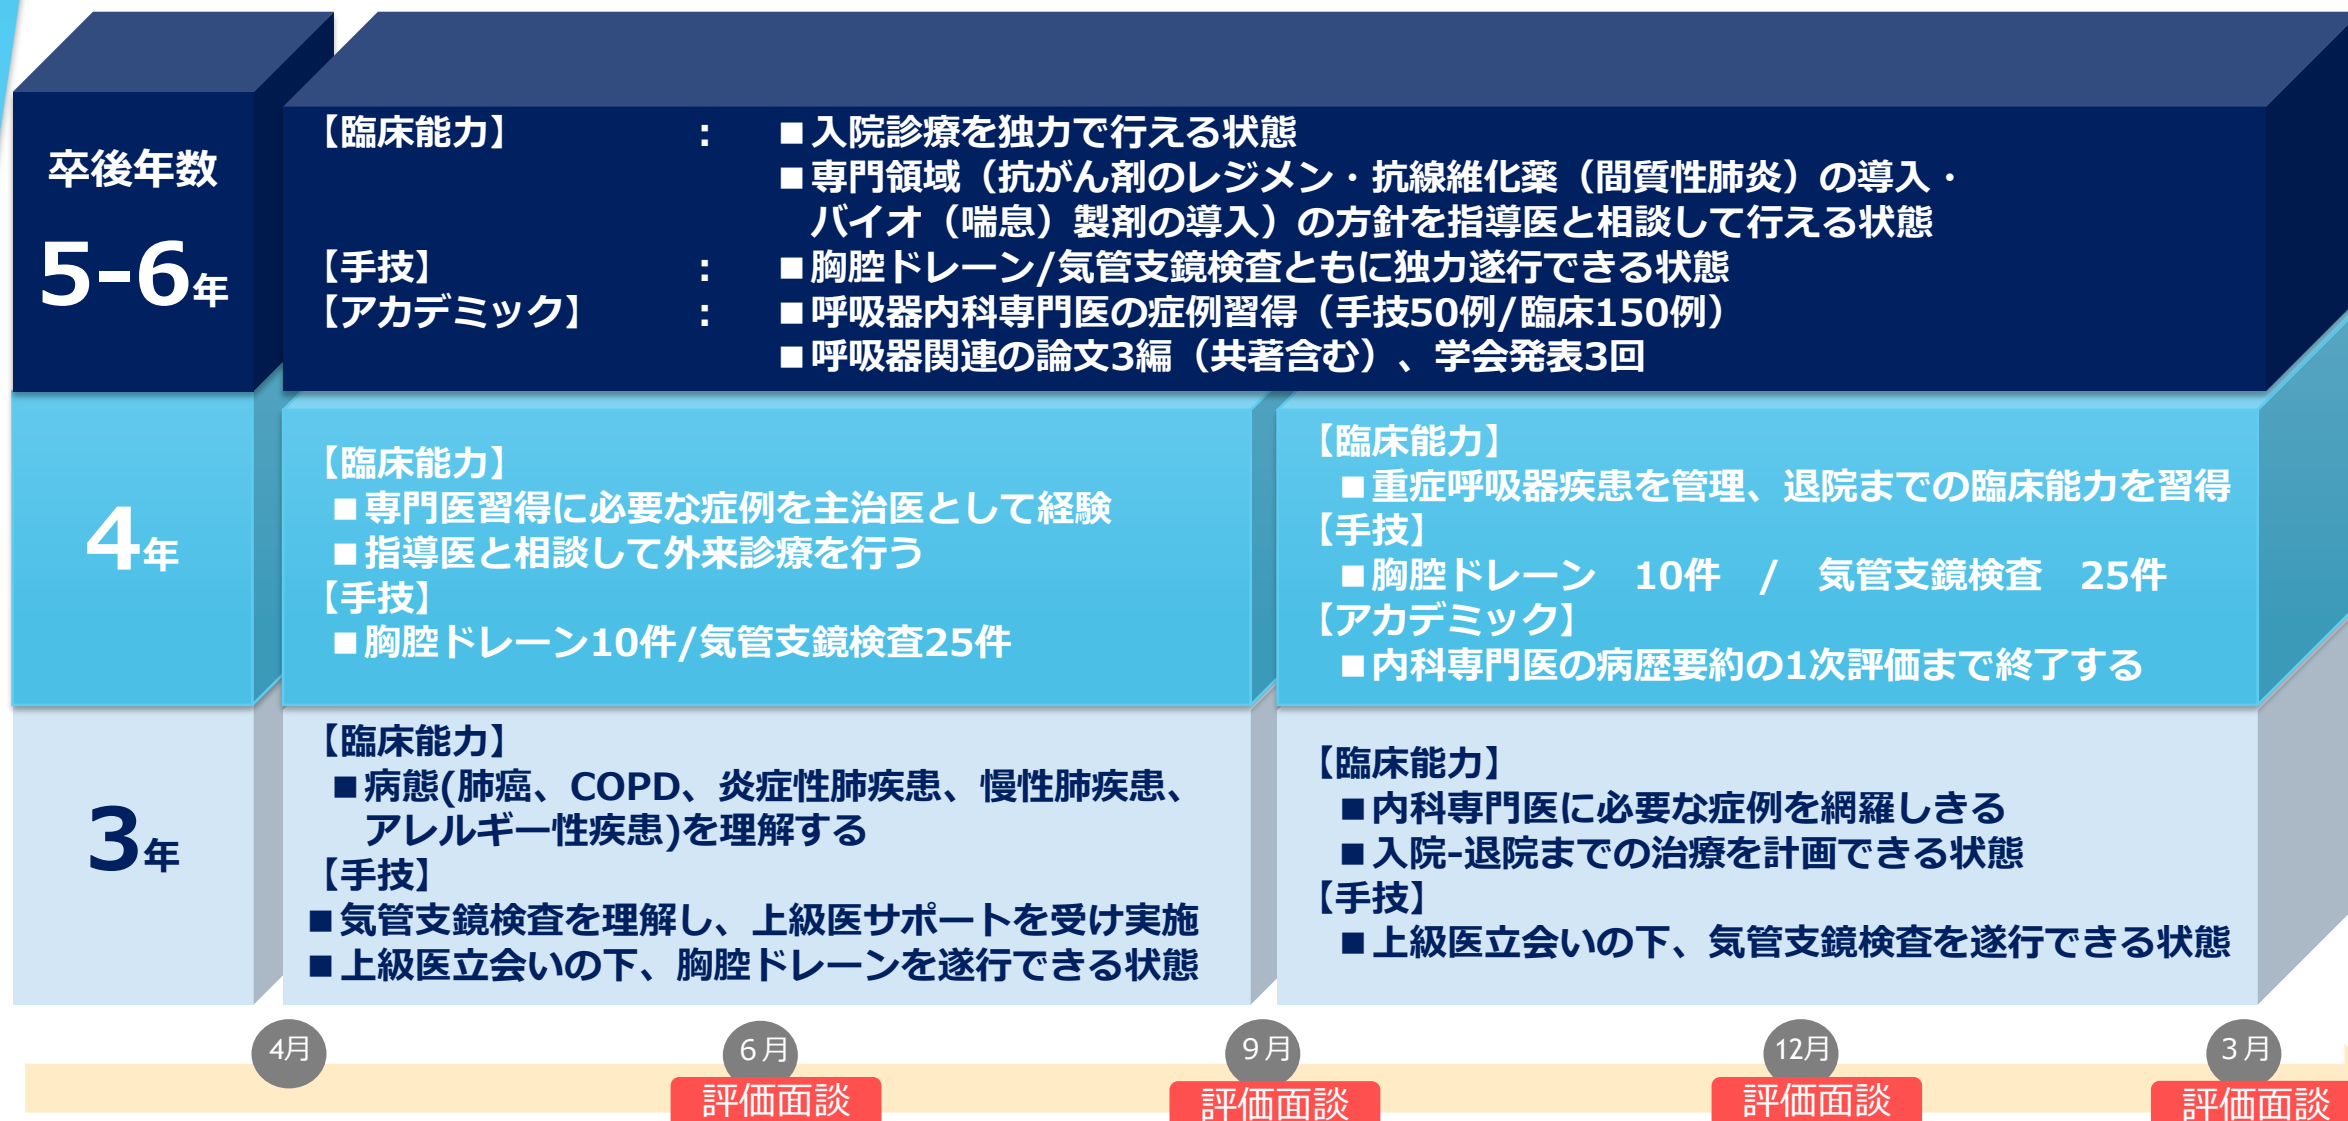 卒後年数
5-6年
【臨床能力】 : ■入院診療を独力で行える状態
■専門領域（抗がん剤のレジメン・抗線維化薬（間質性肺炎）の導入・
バイオ（喘息）製剤の導入）の方針を指導医と相談して行える状態
【手技】 : ■胸腔ドレーン/気管支鏡検査ともに独力遂行できる状態
【アカデミック】 : ■呼吸器内科専門医の症例習得（手技50例/臨床150例）
■呼吸器関連の論文3編（共著含む）、学会発表3回
4年
【臨床能力】
■専門医習得に必要な症例を主治医として経験
■指導医と相談して外来診療を行う
【手技】
■胸腔ドレーン10件/気管支鏡検査25件
【臨床能力】
■重症呼吸器疾患を管理、退院までの臨床能力を習得
【手技】
■胸腔ドレーン　10件　/　気管支鏡検査　25件
【アカデミック】
■内科専門医の病歴要約の1次評価まで終了する
3年
【臨床能力】
■病態(肺癌、COPD、炎症性肺疾患、慢性肺疾患、
アレルギー性疾患)を理解する
【手技】
■気管支鏡検査を理解し、上級医サポートを受け実施
■上級医立会いの下、胸腔ドレーンを遂行できる状態
【臨床能力】
■内科専門医に必要な症例を網羅しきる
■入院-退院までの治療を計画できる状態
【手技】
■上級医立会いの下、気管支鏡検査を遂行できる状態
4月
６月
９月
12月
３月
評価面談
評価面談
評価面談
評価面談